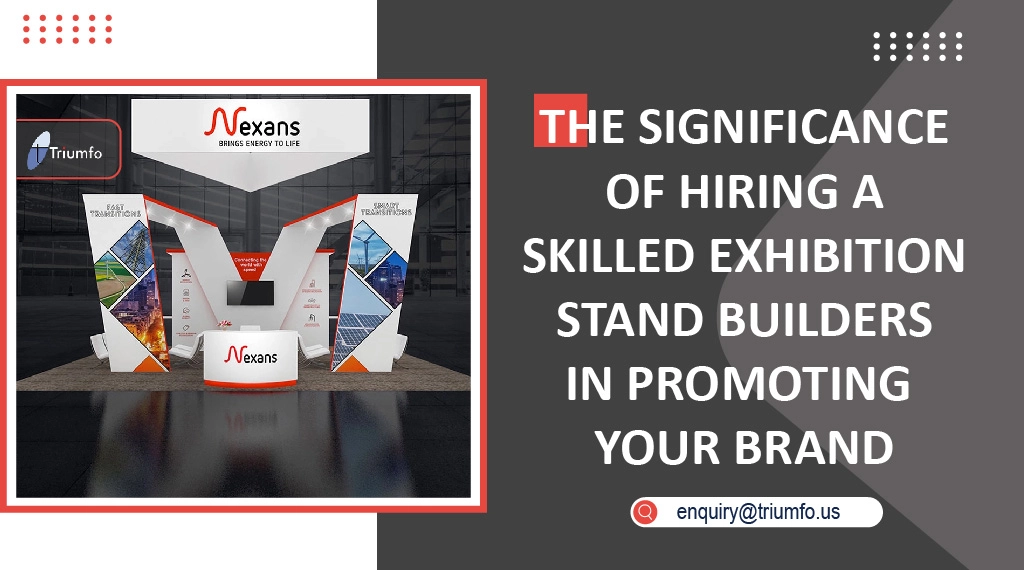 Triumfo
Nexans
BRINGS ENERGY TO LIFE
FAST
TRANSITIONS
SMART
TRANSITIONS
Connecting the
world with
speed
Nexans
THE SIGNIFICANCE
OF HIRING A
SKILLED EXHIBITION
STAND BUILDERS
IN PROMOTING
YOUR BRAND
enquiry@triumfo.us